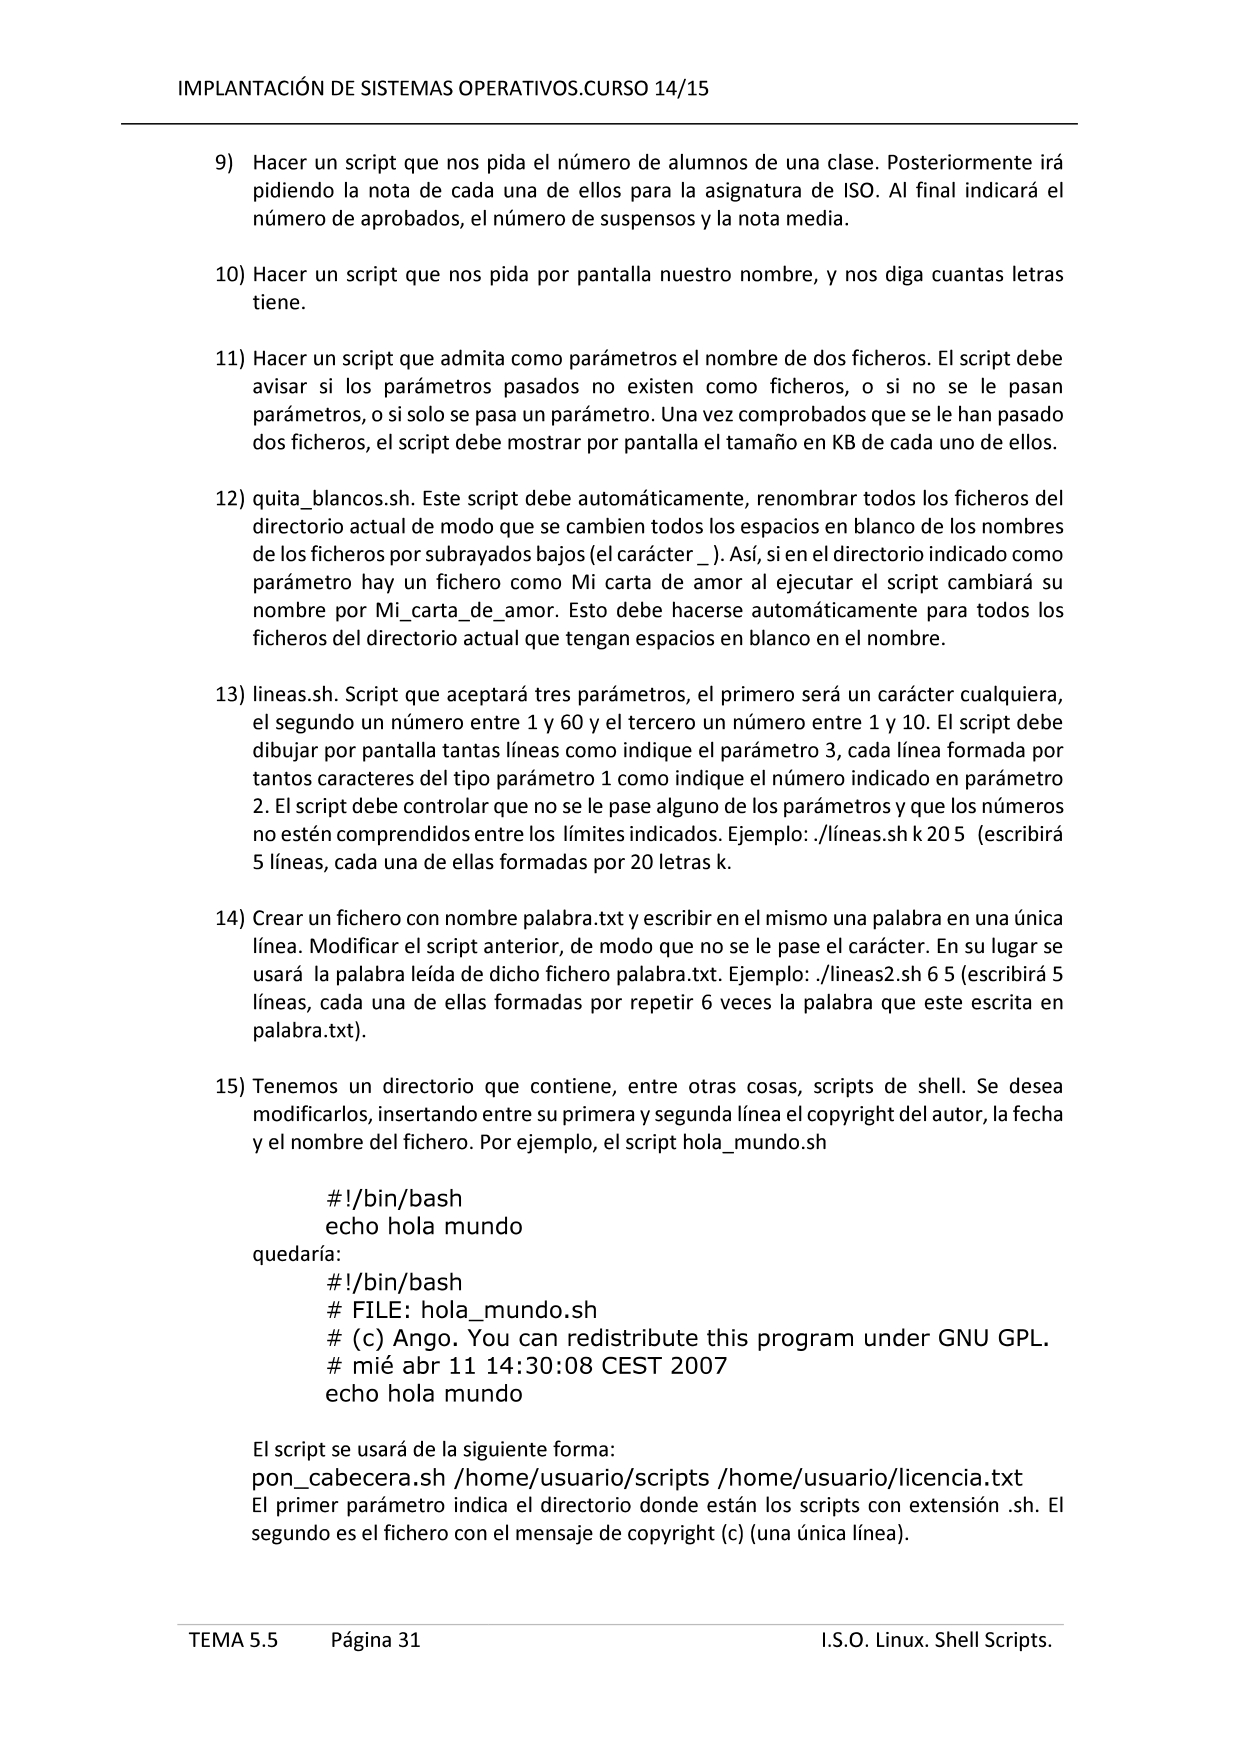 IMPLANTACIÓN DE SISTEMAS OPERATIVOS.CURSO 14/15
9) Hacer un script que nos pida el número de alumnos de una clase. Posteriormente irá
pidiendo la nota de cada una de ellos para la asignatura de ISO. Al final indicará el
número de aprobados, el número de suspensos y la nota media.
10) Hacer un script que nos pida por pantalla nuestro nombre, y nos diga cuantas letras
tiene.
11) Hacer un script que admita como parámetros el nombre de dos ficheros. El script debe
avisar si los parámetros pasados no existen como ficheros, o si no se le pasan
parámetros, o si solo se pasa un parámetro. Una vez comprobados que se le han pasado
dos ficheros, el script debe mostrar por pantalla el tamaño en KB de cada uno de ellos.
12) quita_blancos.sh. Este script debe automáticamente, renombrar todos los ficheros del
directorio actual de modo que se cambien todos los espacios en blanco de los nombres
de los ficheros por subrayados bajos (el carácter _ ). Así, si en el directorio indicado como
parámetro hay un fichero como Mi carta de amor al ejecutar el script cambiará su
nombre por Mi_carta_de_amor. Esto debe hacerse automáticamente para todos los
ficheros del directorio actual que tengan espacios en blanco en el nombre.
13) lineas.sh. Script que aceptará tres parámetros, el primero será un carácter cualquiera,
el segundo un número entre 1 y 60 y el tercero un número entre 1 y 10. El script debe
dibujar por pantalla tantas líneas como indique el parámetro 3, cada línea formada por
tantos caracteres del tipo parámetro 1 como indique el número indicado en parámetro
2. El script debe controlar que no se le pase alguno de los parámetros y que los números
no estén comprendidos entre los límites indicados. Ejemplo: ./líneas.sh k 20 5 (escribirá
5 líneas, cada una de ellas formadas por 20 letras k.
14) Crear un fichero con nombre palabra.txt y escribir en el mismo una palabra en una única
línea. Modificar el script anterior, de modo que no se le pase el carácter. En su lugar se
usará la palabra leída de dicho fichero palabra.txt. Ejemplo: ./lineas2.sh 6 5 (escribirá 5
líneas, cada una de ellas formadas por repetir 6 veces la palabra que este escrita en
palabra.txt).
15) Tenemos un directorio que contiene, entre otras cosas, scripts de shell. Se desea
modificarlos, insertando entre su primera y segunda línea el copyright del autor, la fecha
y el nombre del fichero. Por ejemplo, el script hola_mundo.sh
#!/bin/bash
echo hola mundo
quedaría:
#!/bin/bash
# FILE: hola_mundo.sh
# (c) Ango. You can redistribute this program under GNU GPL.
# mié abr 11 14:30:08 CEST 2007
echo hola mundo
El script se usará de la siguiente forma:
pon_cabecera.sh /home/usuario/scripts /home/usuario/licencia.txt
El primer parámetro indica el directorio donde están los scripts con extensión .sh. El
segundo es el fichero con el mensaje de copyright (c) (una única línea).
TEMA 5.5 Página 31 I.S.O. Linux. Shell Scripts.